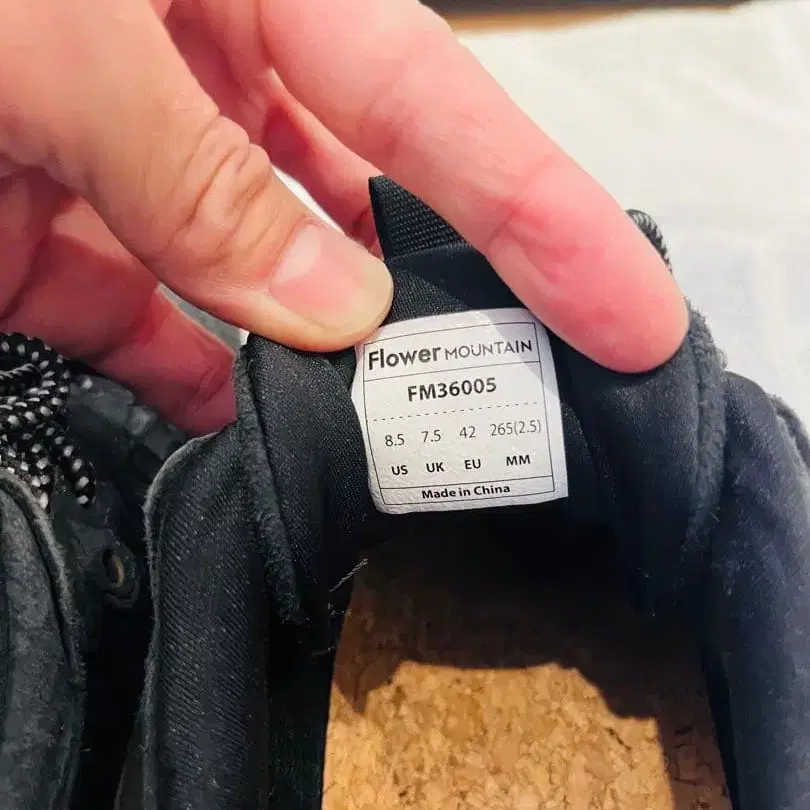 Flower MOUNTAIN
FM36005
8.5 7.5 42 265(2.5)
US UK EU MM
Made in China